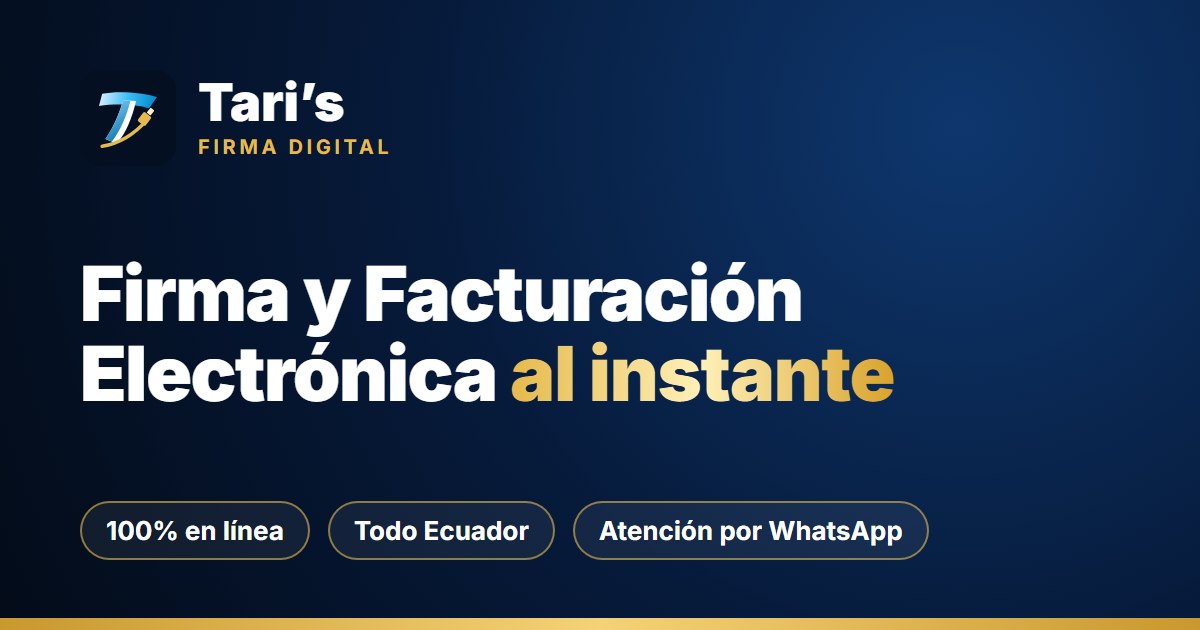 Tari’s
FIRMA DIGITAL
Firma y Facturación
Electrónica al instante
100% en línea
Todo Ecuador
Atención por WhatsApp